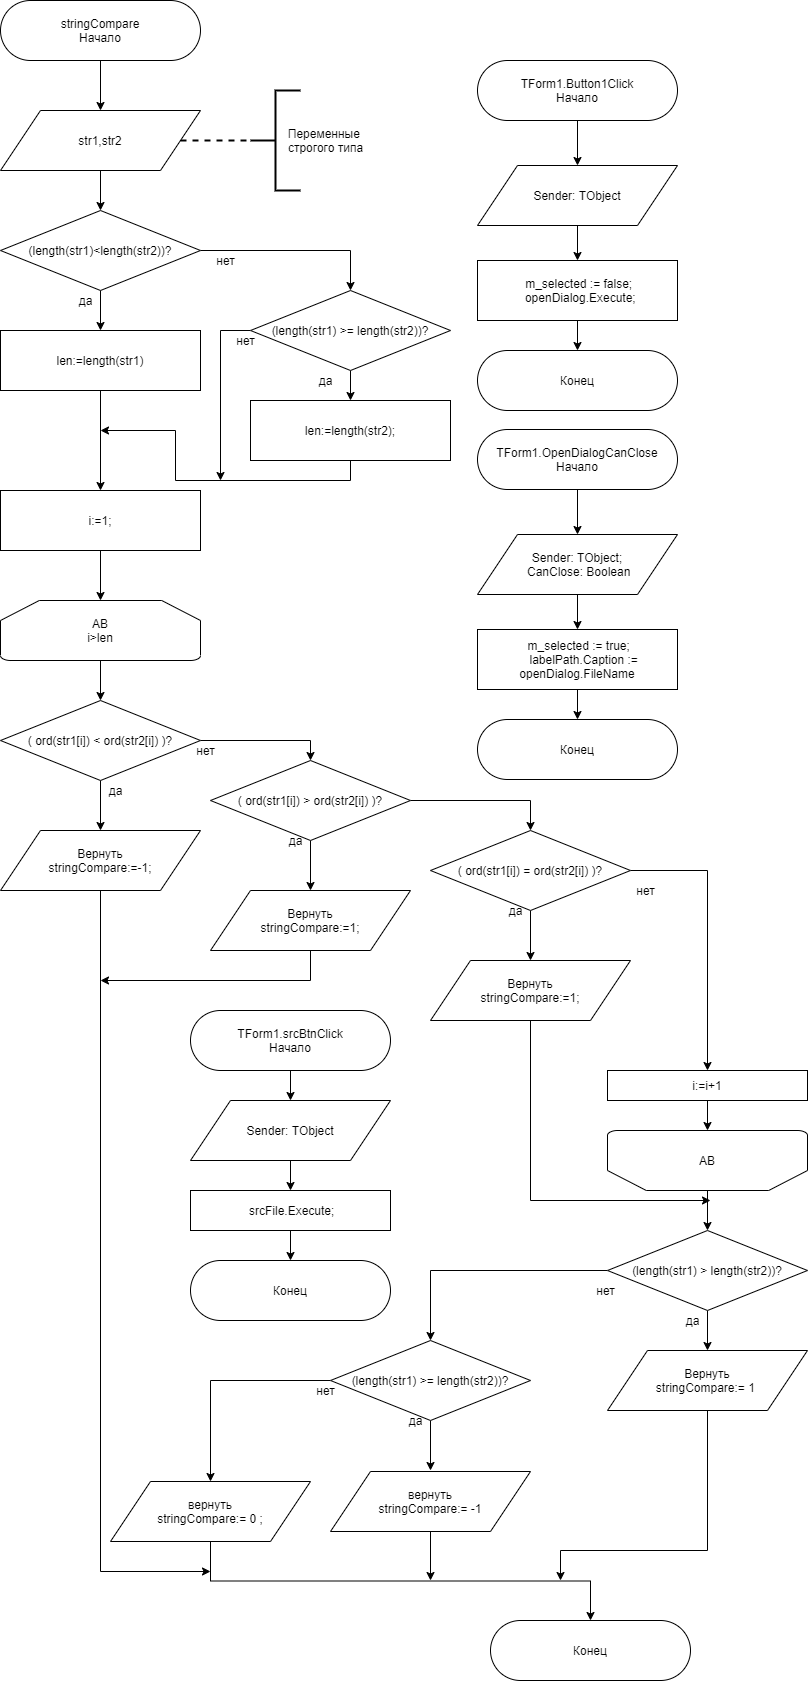 stringCompare
Начало
str1,str2
Переменные
строгого типа
(length(str1)<length(str2))?
нет
да
len:=length(str1)
(length(str1) >= length(str2))?
нет
да
len:=length(str2);
i:=1;
AB
i>len
( ord(str1[i]) < ord(str2[i]) )?
нет
да
Вернуть
stringCompare:=-1;
( ord(str1[i]) > ord(str2[i]) )?
да
Вернуть
stringCompare:=1;
( ord(str1[i]) = ord(str2[i]) )?
нет
да
Вернуть
stringCompare:=1;
i:=i+1
AB
(length(str1) > length(str2))?
нет
да
Вернуть
stringCompare:= 1
(length(str1) >= length(str2))?
нет
да
вернуть
stringCompare:= 0 ;
вернуть
stringCompare:= -1
Конец
TForm1.Button1Click
Начало
Sender: TObject
m_selected := false;
openDialog.Execute;
Конец
TForm1.OpenDialogCanClose
Начало
Sender: TObject;
CanClose: Boolean
m_selected := true;
labelPath.Caption :=
openDialog.FileName
Конец
TForm1.srcBtnClick
Начало
Sender: TObject
srcFile.Execute;
Конец